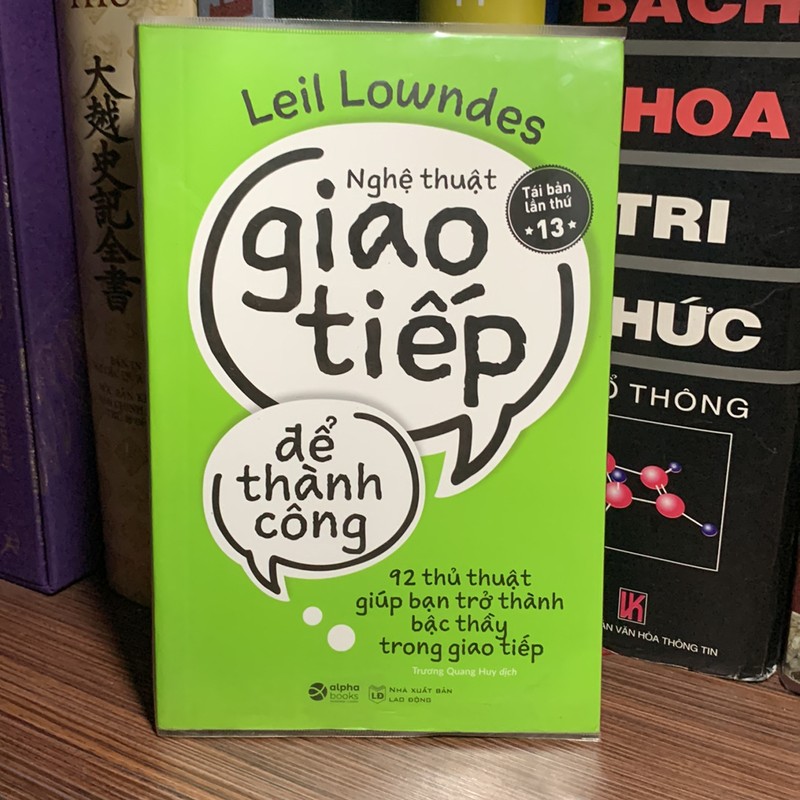 Leil Lowndes
Nghệ thuật
giao
tiếp
Tái bản
lần thứ
13
để
thành
công
92 thủ thuật
giúp bạn trở thành
bậc thầy
trong giao tiếp
Trương Quang Huy dịch
alpha
books
LD
NHÀ XUẤT BẢN
LAO ĐỘNG
大越史記全書
BÁCH
KHOA
TRI
THỨC
PHỔ THÔNG
VĂN HÓA THÔNG TIN